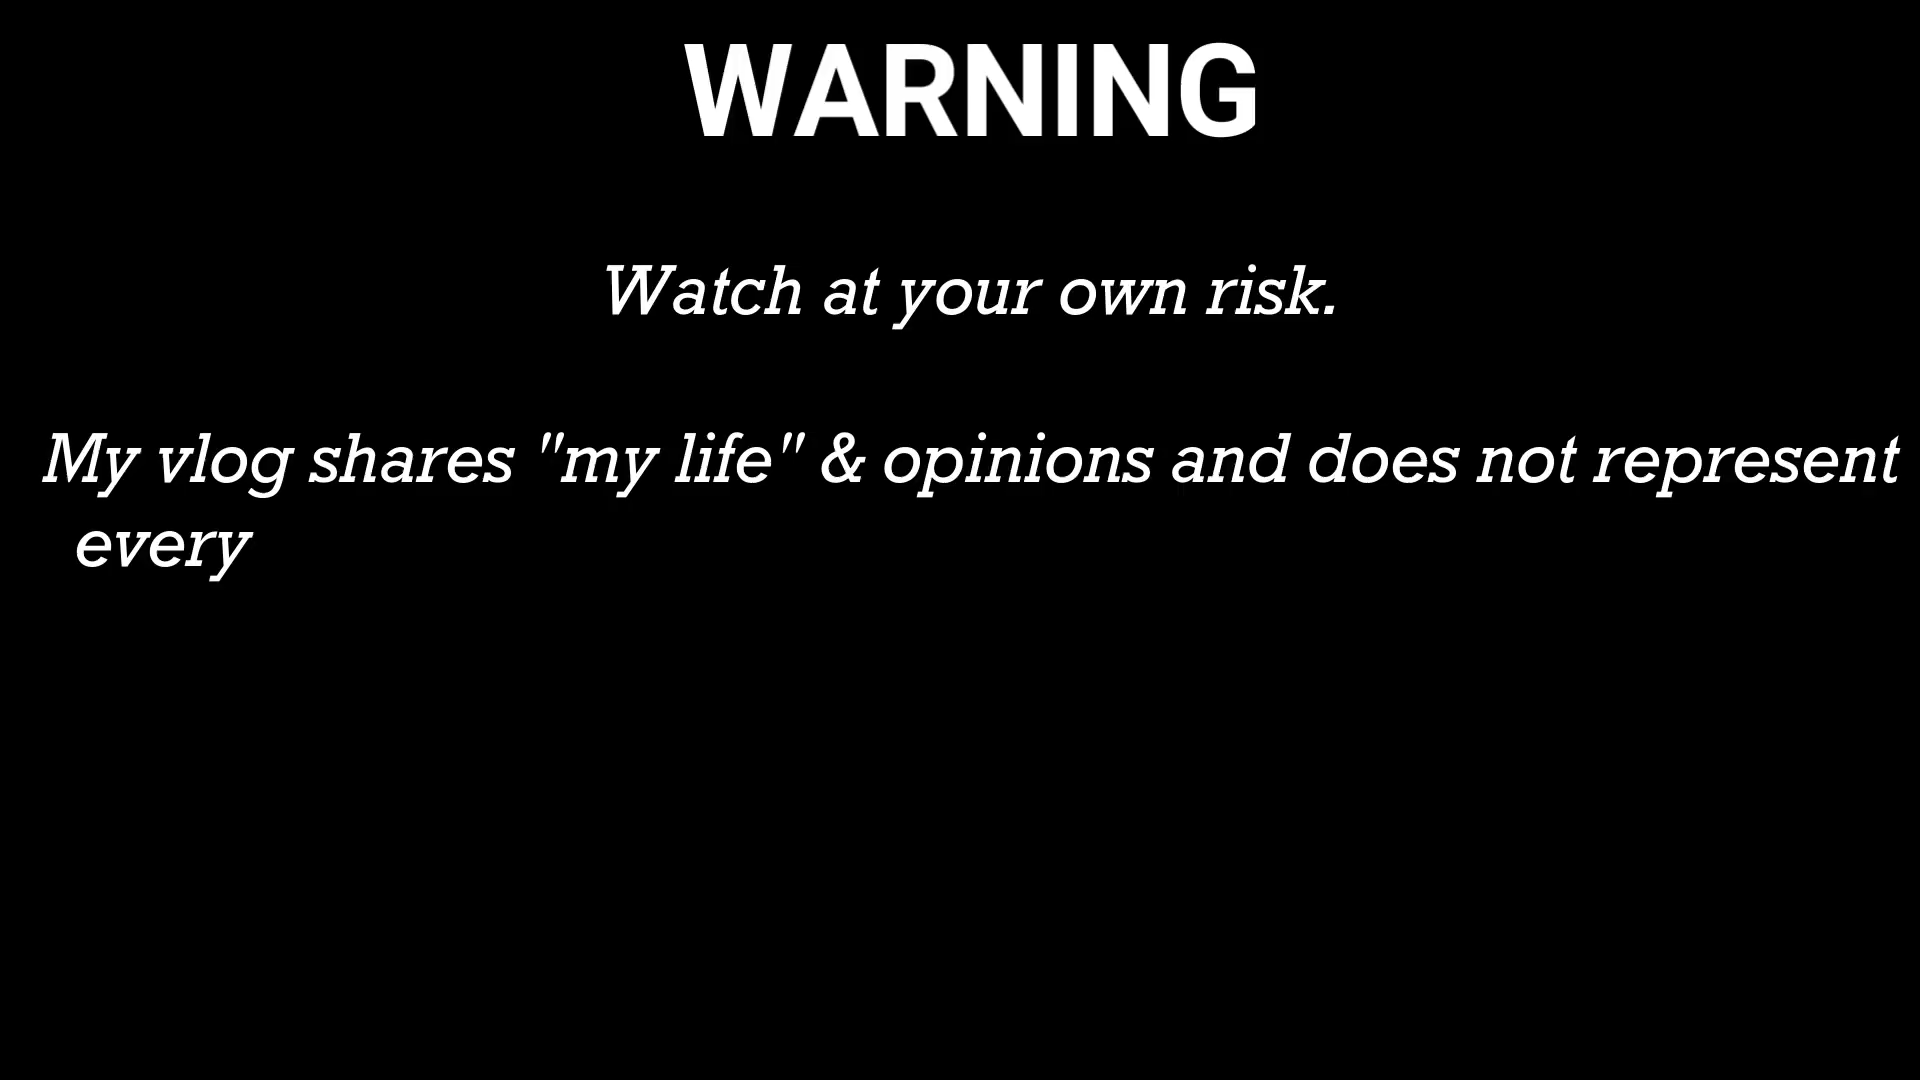 WARNING
Watch at your own risk.
My vlog shares "my life" & opinions and does not represent
every